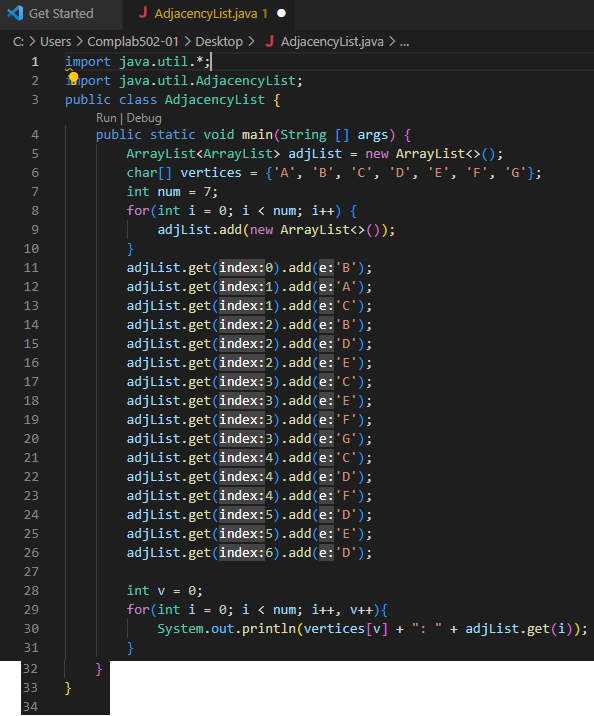 Get Started
AdjacencyList.java 1 ●
C: > Users > Complab502-01 > Desktop > J AdjacencyList.java > ...
1 import java.util.*;
2 import java.util.AdjacencyList;
3 public class AdjacencyList {
Run | Debug
4 public static void main(String [] args) {
5 ArrayList<ArrayList> adjList = new ArrayList<>();
6 char[] vertices = {'A', 'B', 'C', 'D', 'E', 'F', 'G'};
7 int num = 7;
8 for(int i = 0; i < num; i++) {
9 adjList.add(new ArrayList<>());
10 }
11 adjList.get(index:0).add(e:'B');
12 adjList.get(index:1).add(e:'A');
13 adjList.get(index:1).add(e:'C');
14 adjList.get(index:2).add(e:'B');
15 adjList.get(index:2).add(e:'D');
16 adjList.get(index:2).add(e:'E');
17 adjList.get(index:3).add(e:'C');
18 adjList.get(index:3).add(e:'E');
19 adjList.get(index:3).add(e:'F');
20 adjList.get(index:3).add(e:'G');
21 adjList.get(index:4).add(e:'C');
22 adjList.get(index:4).add(e:'D');
23 adjList.get(index:4).add(e:'F');
24 adjList.get(index:5).add(e:'D');
25 adjList.get(index:5).add(e:'E');
26 adjList.get(index:6).add(e:'D');
27
28 int v = 0;
29 for(int i = 0; i < num; i++, v++){
30 System.out.println(vertices[v] + ": " + adjList.get(i));
31 }
32 }
33 }
34